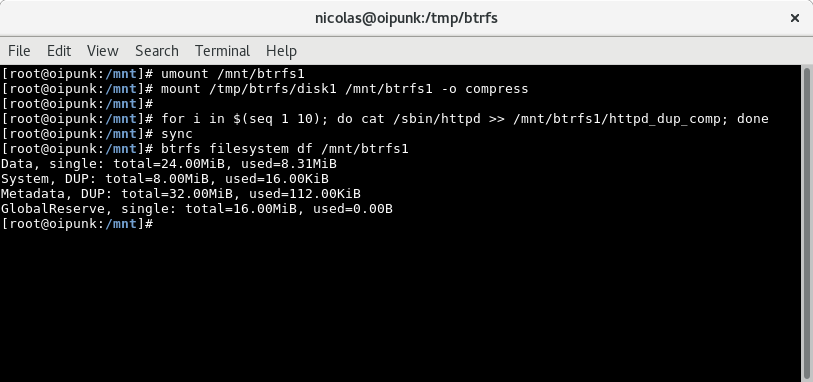 nicolas@oipunk:/tmp/btrfs ×
File Edit View Search Terminal Help
[root@oipunk:/mnt]# umount /mnt/btrfs1
[root@oipunk:/mnt]# mount /tmp/btrfs/disk1 /mnt/btrfs1 -o compress
[root@oipunk:/mnt]#
[root@oipunk:/mnt]# for i in $(seq 1 10); do cat /sbin/httpd >> /mnt/btrfs1/httpd_dup_comp; done
[root@oipunk:/mnt]# sync
[root@oipunk:/mnt]# btrfs filesystem df /mnt/btrfs1
Data, single: total=24.00MiB, used=8.31MiB
System, DUP: total=8.00MiB, used=16.00KiB
Metadata, DUP: total=32.00MiB, used=112.00KiB
GlobalReserve, single: total=16.00MiB, used=0.00B
[root@oipunk:/mnt]#